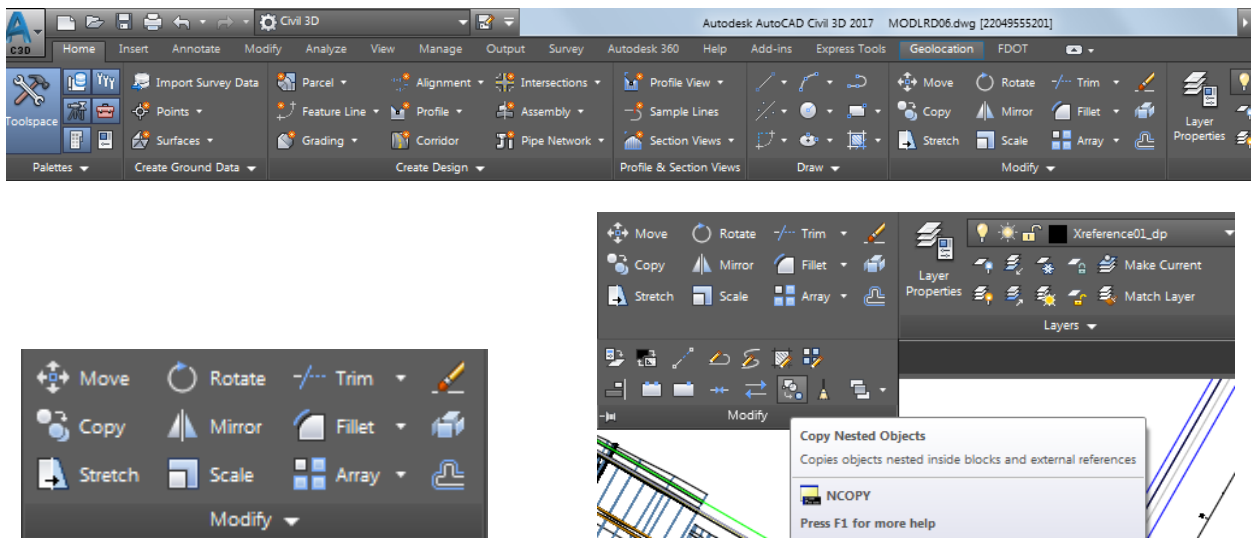 Civil 3D Autodesk AutoCAD Civil 3D 2017 MODLRD06.dwg [22049555201]
C3D Home Insert Annotate Modify Analyze View Manage Output Survey Autodesk 360 Help Add-ins Express Tools Geolocation FDOT
Import Survey Data Parcel Alignment Intersections Profile View Move Rotate Trim
Toolspace Points Feature Line Profile Assembly Sample Lines Copy Mirror Fillet Layer
Surfaces Grading Corridor Pipe Network Section Views Stretch Scale Array Properties
Palettes Create Ground Data Create Design Profile & Section Views Draw Modify
Move Rotate Trim Xreference01_dp
Copy Mirror Fillet Layer Make Current
Stretch Scale Array Properties Match Layer
Layers
Modify
Copy Nested Objects
Copies objects nested inside blocks and external references
NCOPY
Press F1 for more help
Move Rotate Trim
Copy Mirror Fillet
Stretch Scale Array
Modify